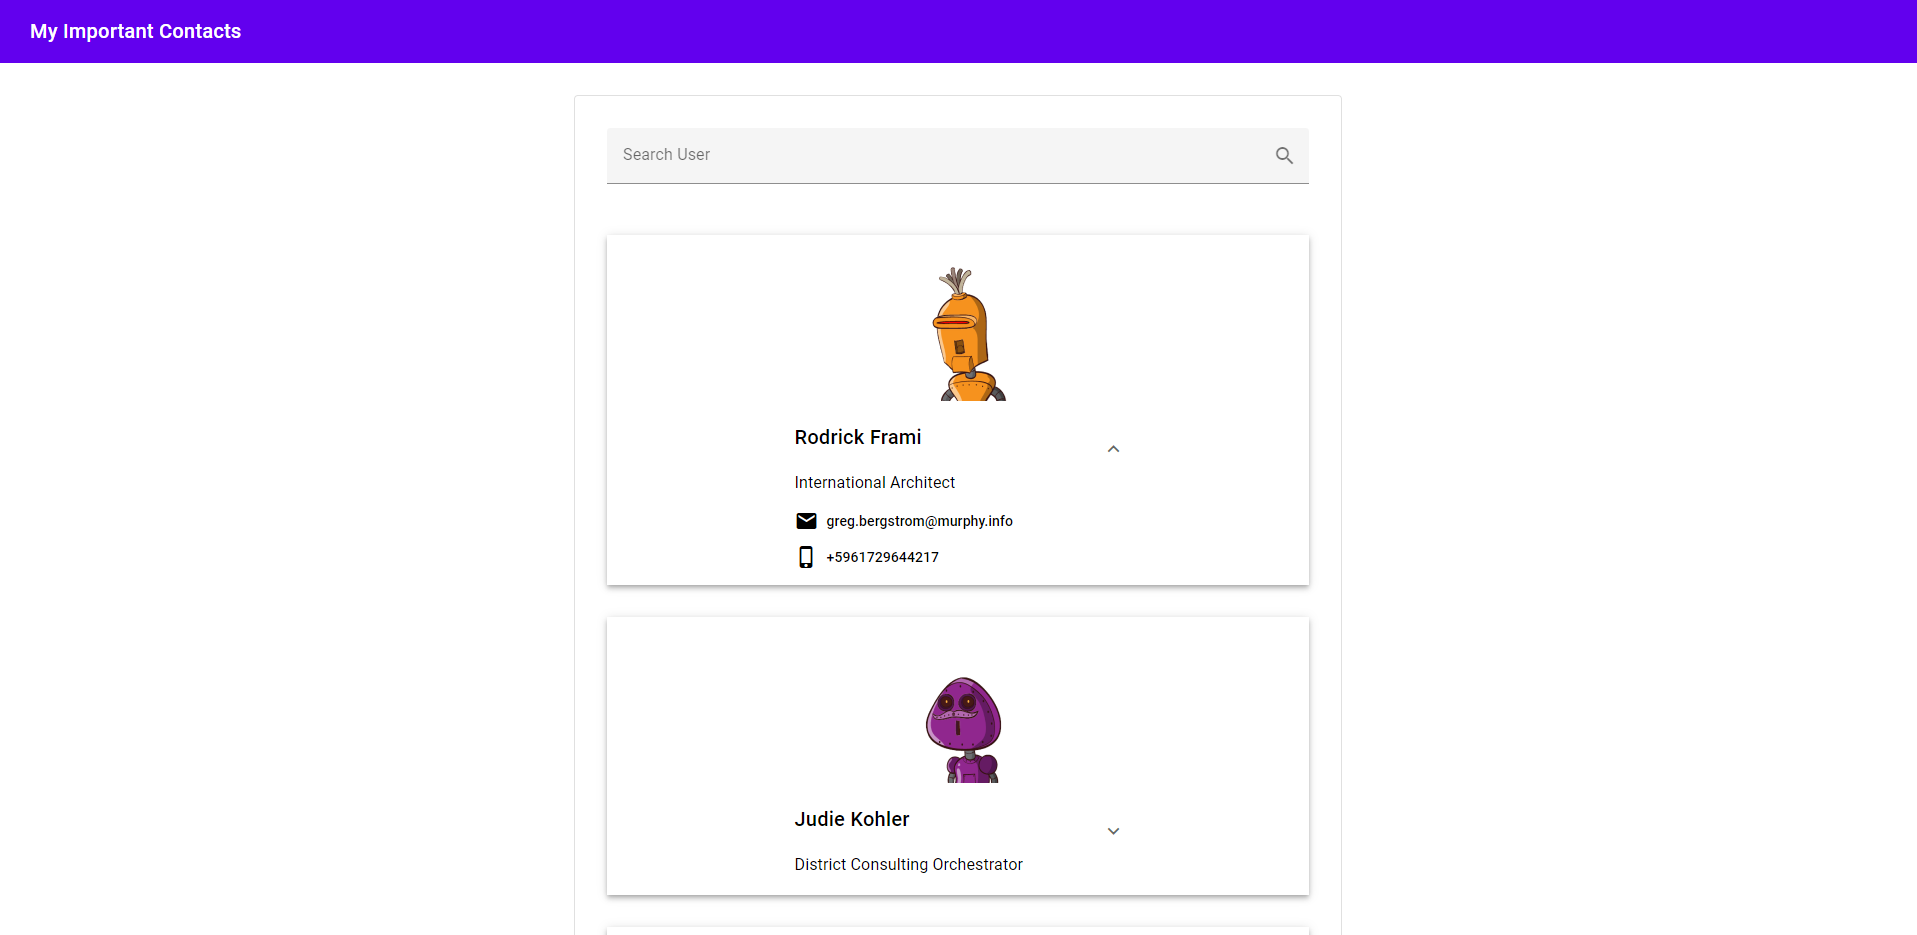 My Important Contacts
Search User
Rodrick Frami
International Architect
greg.bergstrom@murphy.info
+5961729644217
Judie Kohler
District Consulting Orchestrator